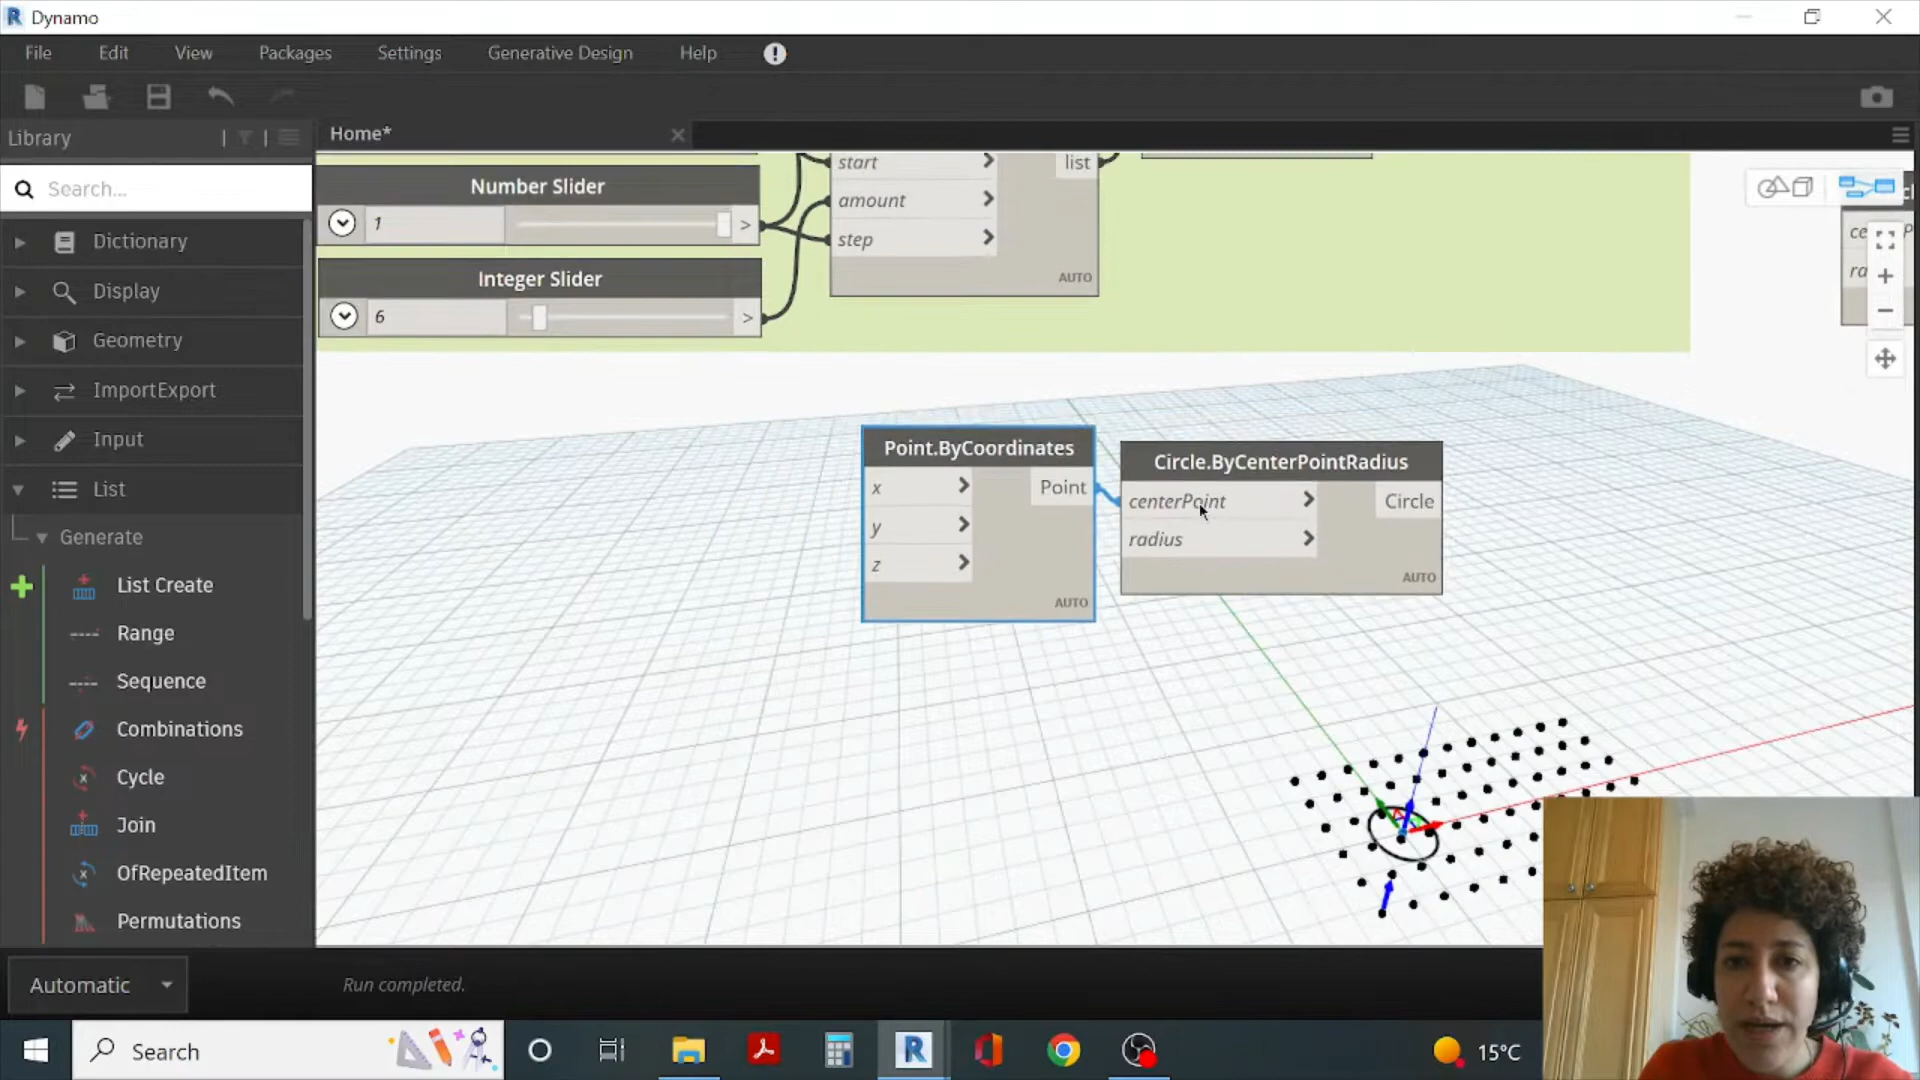 Dynamo
File Edit View Packages Settings Generative Design Help
Library
Home*
Search...
Dictionary
Display
Geometry
ImportExport
Input
List
Generate
List Create
Range
Sequence
Combinations
Cycle
Join
OfRepeatedItem
Permutations
Number Slider
1 >
Integer Slider
6 >
start list
amount
step
AUTO
Point.ByCoordinates
x Point
y
z
AUTO
Circle.ByCenterPointRadius
centerPoint Circle
radius
AUTO
Automatic
Run completed.
Search
15°C